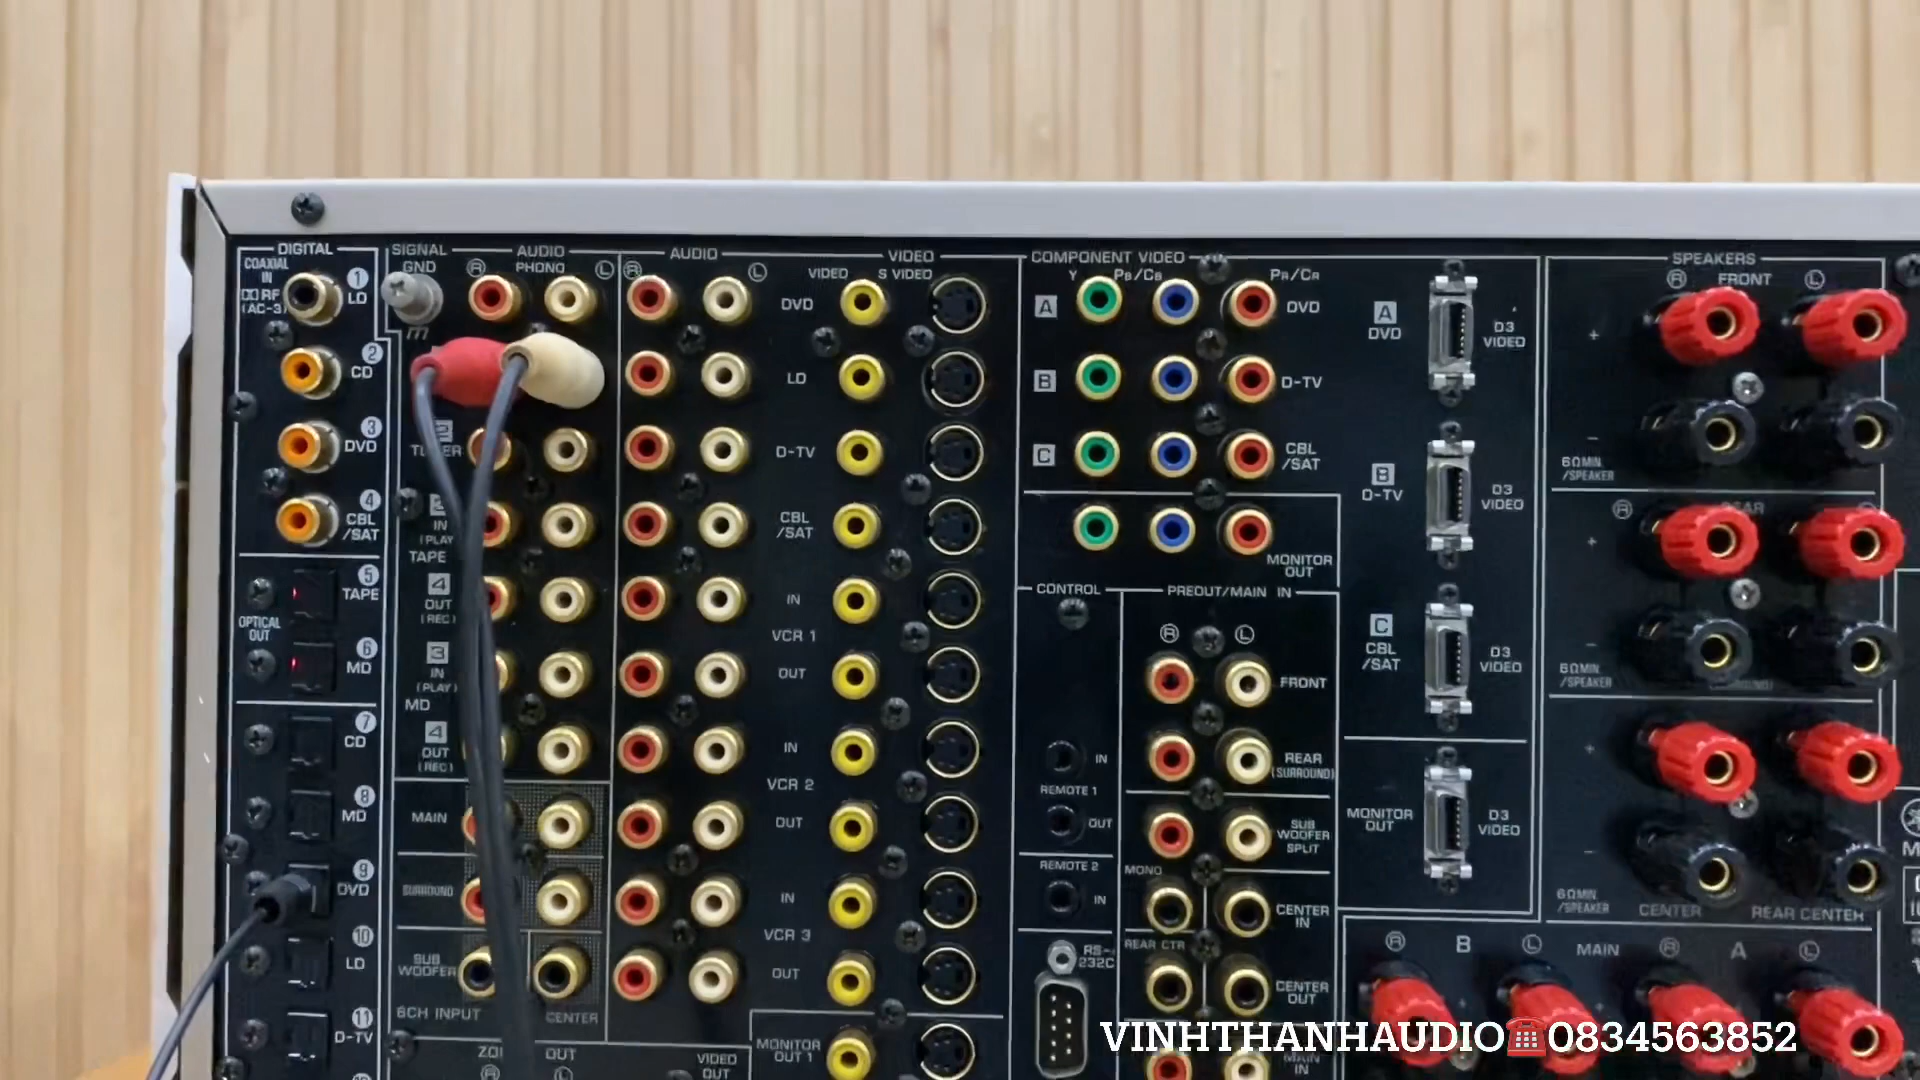 DIGITAL
COAXIAL
IN
RF
(AC-3)
1
LD
2
CD
3
DVD
4
CBL
/SAT
5
TAPE
OPTICAL
OUT
6
MD
7
CD
8
MD
9
DVD
10
LD
11
D-TV
SIGNAL
GND
AUDIO
R PHONO L
TUNER
IN
(PLAY
TAPE
4
OUT
(REC)
3
IN
(PLAY)
MD
4
OUT
(REC)
MAIN
SURROUND
SUB
WOOFER
6CH INPUT
CENTER
OUT
R L
AUDIO
R L
VIDEO
VIDEO S VIDEO
DVD
LD
D-TV
CBL
/SAT
IN
VCR 1
OUT
IN
VCR 2
OUT
IN
VCR 3
OUT
MONITOR
OUT 1
VIDEO
OUT
COMPONENT VIDEO
Y PB/CB PR/CR
A DVD
B D-TV
C CBL
/SAT
MONITOR
OUT
CONTROL
IN
REMOTE 1
OUT
REMOTE 2
IN
RS-
232C
PREOUT/MAIN IN
R L
FRONT
REAR
(SURROUND)
SUB
WOOFER
SPLIT
MONO
CENTER
IN
REAR CTR
CENTER
OUT
MAIN
IN
A
DVD
D3
VIDEO
B
D-TV
D3
VIDEO
C
CBL
/SAT
D3
VIDEO
MONITOR
OUT
D3
VIDEO
SPEAKERS
R FRONT L
+
-
6ΩMIN.
/SPEAKER
R
+
-
6ΩMIN.
/SPEAKER
+
-
6ΩMIN.
/SPEAKER
CENTER
REAR CENTER
R B L MAIN R A L
VINHTHANHAUDIO☎️0834563852